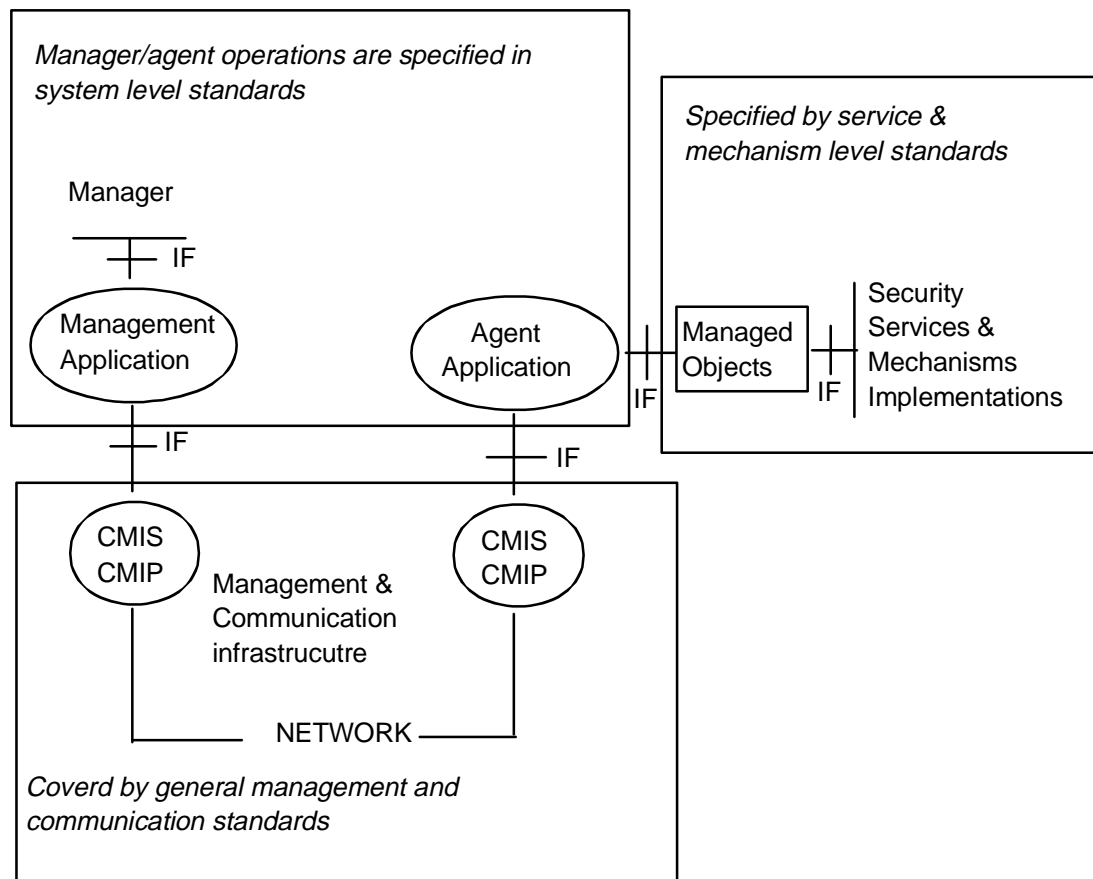 Manager/agent operations are specified in
system level standards
Specified by service &
mechanism level standards
Manager
IF
Management
Application
Agent
Application
IF
Managed
Objects
IF
Security
Services &
Mechanisms
Implementations
IF
IF
CMIS
CMIP
CMIS
CMIP
Management &
Communication
infrastrucutre
NETWORK
Coverd by general management and
communication standards